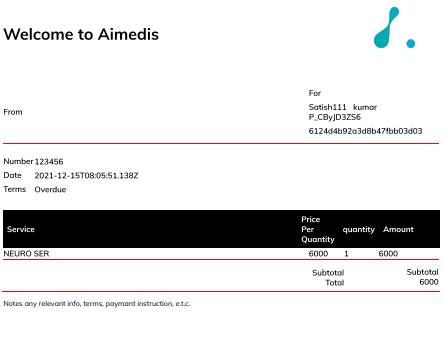 Welcome to Aimedis
For
From
Satish111 kumar
P_CByJD3ZS6
6124d4b92a3d8b47fbb03d03
Number 123456
Date 2021-12-15T08:05:51.138Z
Terms Overdue
Service Price Per Quantity quantity Amount
NEURO SER 6000 1 6000
Subtotal Subtotal
Total 6000
Notes any relevant info, terms, paymant instruction, e.t.c.